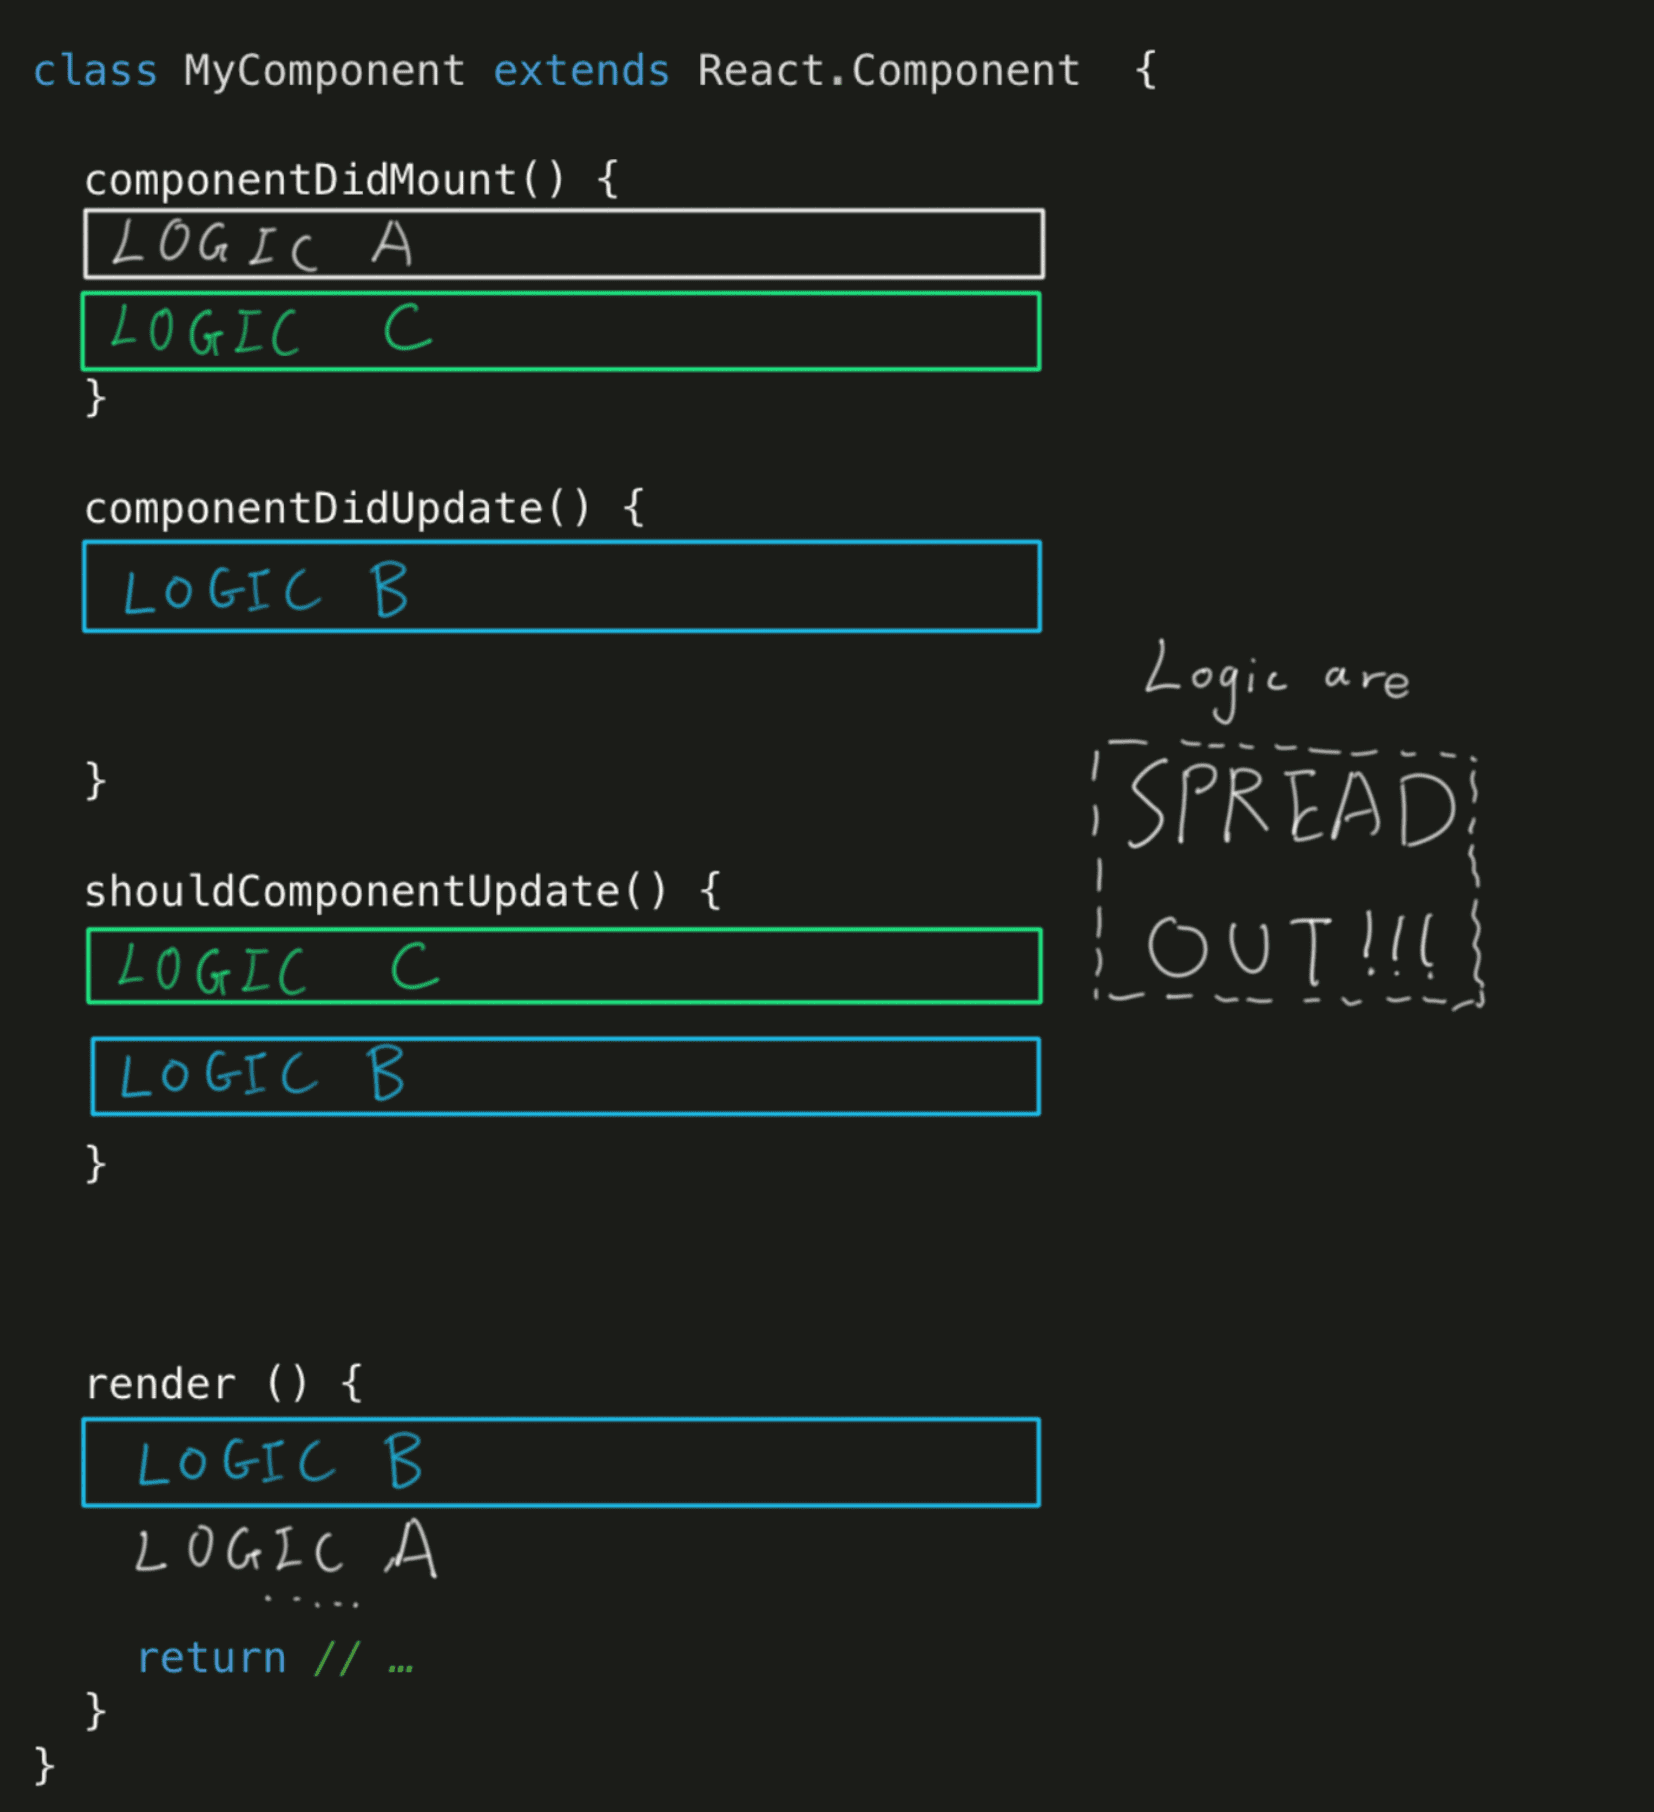 class MyComponent extends React.Component {
componentDidMount() {
LOGIC A
LOGIC C
}
componentDidUpdate() {
LOGIC B
}
shouldComponentUpdate() {
LOGIC C
LOGIC B
}
render () {
LOGIC B
LOGIC A
.....
return // …
}
}
Logic are
SPREAD
OUT!!!